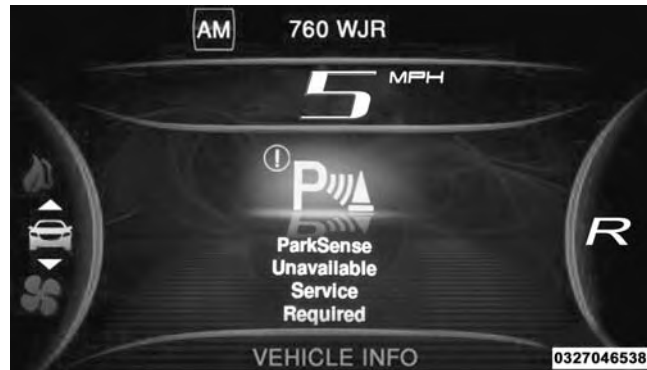 AM 760 WJR
5 MPH
P
R
ParkSense
Unavailable
Service
Required
VEHICLE INFO
0327046538